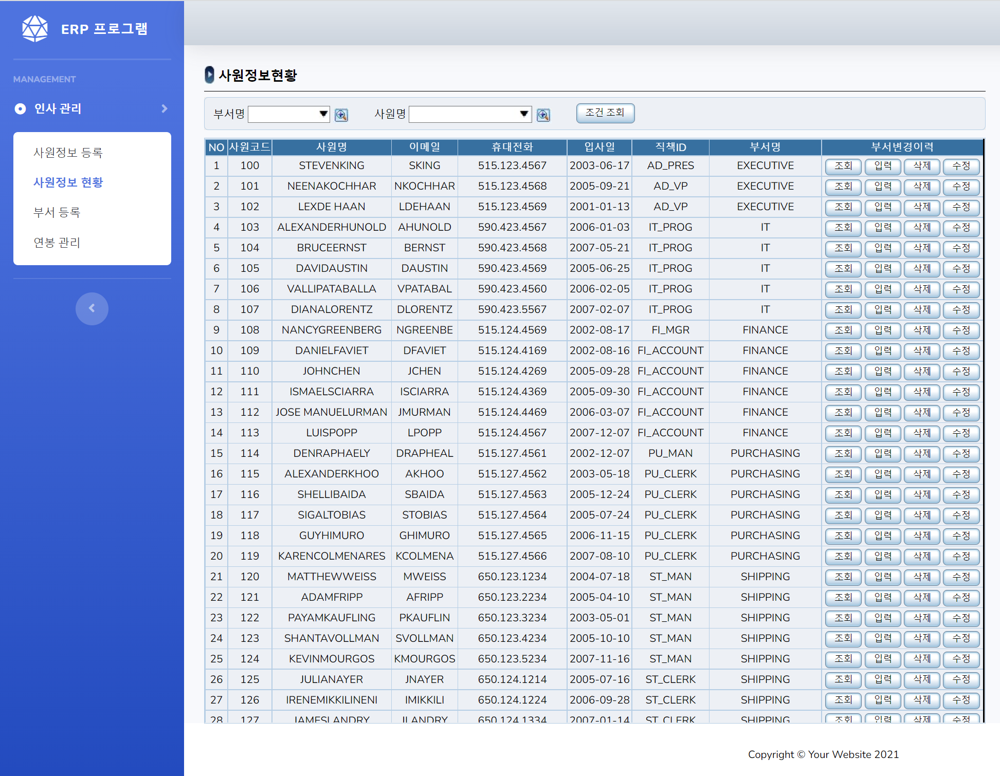 ERP 프로그램
MANAGEMENT
인사 관리
사원정보 등록
사원정보 현황
부서 등록
연봉 관리
사원정보현황
부서명 사원명 조건 조회
NO 사원코드 사원명 이메일 휴대전화 입사일 직책ID 부서명 부서변경이력
1 100 STEVENKING SKING 515.123.4567 2003-06-17 AD_PRES EXECUTIVE 조회 입력 삭제 수정
2 101 NEENAKOCHHAR NKOCHHAR 515.123.4568 2005-09-21 AD_VP EXECUTIVE 조회 입력 삭제 수정
3 102 LEXDE HAAN LDEHAAN 515.123.4569 2001-01-13 AD_VP EXECUTIVE 조회 입력 삭제 수정
4 103 ALEXANDERHUNOLD AHUNOLD 590.423.4567 2006-01-03 IT_PROG IT 조회 입력 삭제 수정
5 104 BRUCEERNST BERNST 590.423.4568 2007-05-21 IT_PROG IT 조회 입력 삭제 수정
6 105 DAVIDAUSTIN DAUSTIN 590.423.4569 2005-06-25 IT_PROG IT 조회 입력 삭제 수정
7 106 VALLIPATABALLA VPATABAL 590.423.4560 2006-02-05 IT_PROG IT 조회 입력 삭제 수정
8 107 DIANALORENTZ DLORENTZ 590.423.5567 2007-02-07 IT_PROG IT 조회 입력 삭제 수정
9 108 NANCYGREENBERG NGREENBE 515.124.4569 2002-08-17 FI_MGR FINANCE 조회 입력 삭제 수정
10 109 DANIELFAVIET DFAVIET 515.124.4169 2002-08-16 FI_ACCOUNT FINANCE 조회 입력 삭제 수정
11 110 JOHNCHEN JCHEN 515.124.4269 2005-09-28 FI_ACCOUNT FINANCE 조회 입력 삭제 수정
12 111 ISMAELSCIARRA ISCIARRA 515.124.4369 2005-09-30 FI_ACCOUNT FINANCE 조회 입력 삭제 수정
13 112 JOSE MANUELURMAN JMURMAN 515.124.4469 2006-03-07 FI_ACCOUNT FINANCE 조회 입력 삭제 수정
14 113 LUISPOPP LPOPP 515.124.4567 2007-12-07 FI_ACCOUNT FINANCE 조회 입력 삭제 수정
15 114 DENRAPHAELY DRAPHEAL 515.127.4561 2002-12-07 PU_MAN PURCHASING 조회 입력 삭제 수정
16 115 ALEXANDERKHOO AKHOO 515.127.4562 2003-05-18 PU_CLERK PURCHASING 조회 입력 삭제 수정
17 116 SHELLIBAIDA SBAIDA 515.127.4563 2005-12-24 PU_CLERK PURCHASING 조회 입력 삭제 수정
18 117 SIGALTOBIAS STOBIAS 515.127.4564 2005-07-24 PU_CLERK PURCHASING 조회 입력 삭제 수정
19 118 GUYHIMURO GHIMURO 515.127.4565 2006-11-15 PU_CLERK PURCHASING 조회 입력 삭제 수정
20 119 KARENCOLMENARES KCOLMENA 515.127.4566 2007-08-10 PU_CLERK PURCHASING 조회 입력 삭제 수정
21 120 MATTHEWWEISS MWEISS 650.123.1234 2004-07-18 ST_MAN SHIPPING 조회 입력 삭제 수정
22 121 ADAMFRIPP AFRIPP 650.123.2234 2005-04-10 ST_MAN SHIPPING 조회 입력 삭제 수정
23 122 PAYAMKAUFLING PKAUFLIN 650.123.3234 2003-05-01 ST_MAN SHIPPING 조회 입력 삭제 수정
24 123 SHANTAVOLLMAN SVOLLMAN 650.123.4234 2005-10-10 ST_MAN SHIPPING 조회 입력 삭제 수정
25 124 KEVINMOURGOS KMOURGOS 650.123.5234 2007-11-16 ST_MAN SHIPPING 조회 입력 삭제 수정
26 125 JULIANAYER JNAYER 650.124.1214 2005-07-16 ST_CLERK SHIPPING 조회 입력 삭제 수정
27 126 IRENEMIKKILINENI IMIKKILI 650.124.1224 2006-09-28 ST_CLERK SHIPPING 조회 입력 삭제 수정
28 127 JAMESLANDRY JLANDRY 650.124.1334 2007-01-14 ST_CLERK SHIPPING 조회 입력 삭제 수정
Copyright © Your Website 2021